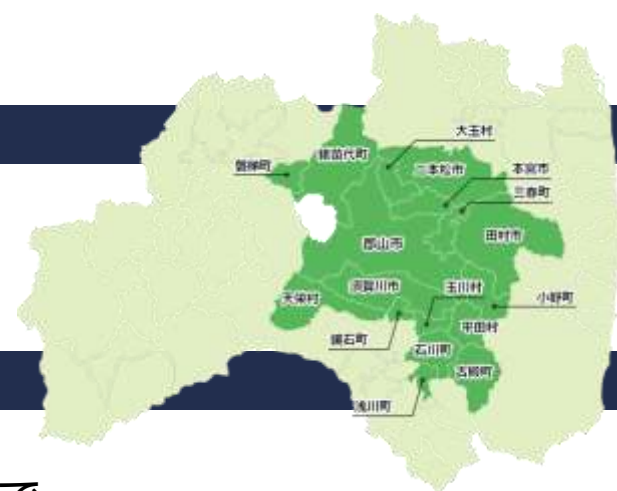 大玉村
猪苗代町
二本松市
磐梯町
本宮市
三春町
郡山市
田村市
須賀川市
玉川村
天栄村
小野町
鏡石町
平田村
石川町
古殿町
浅川町